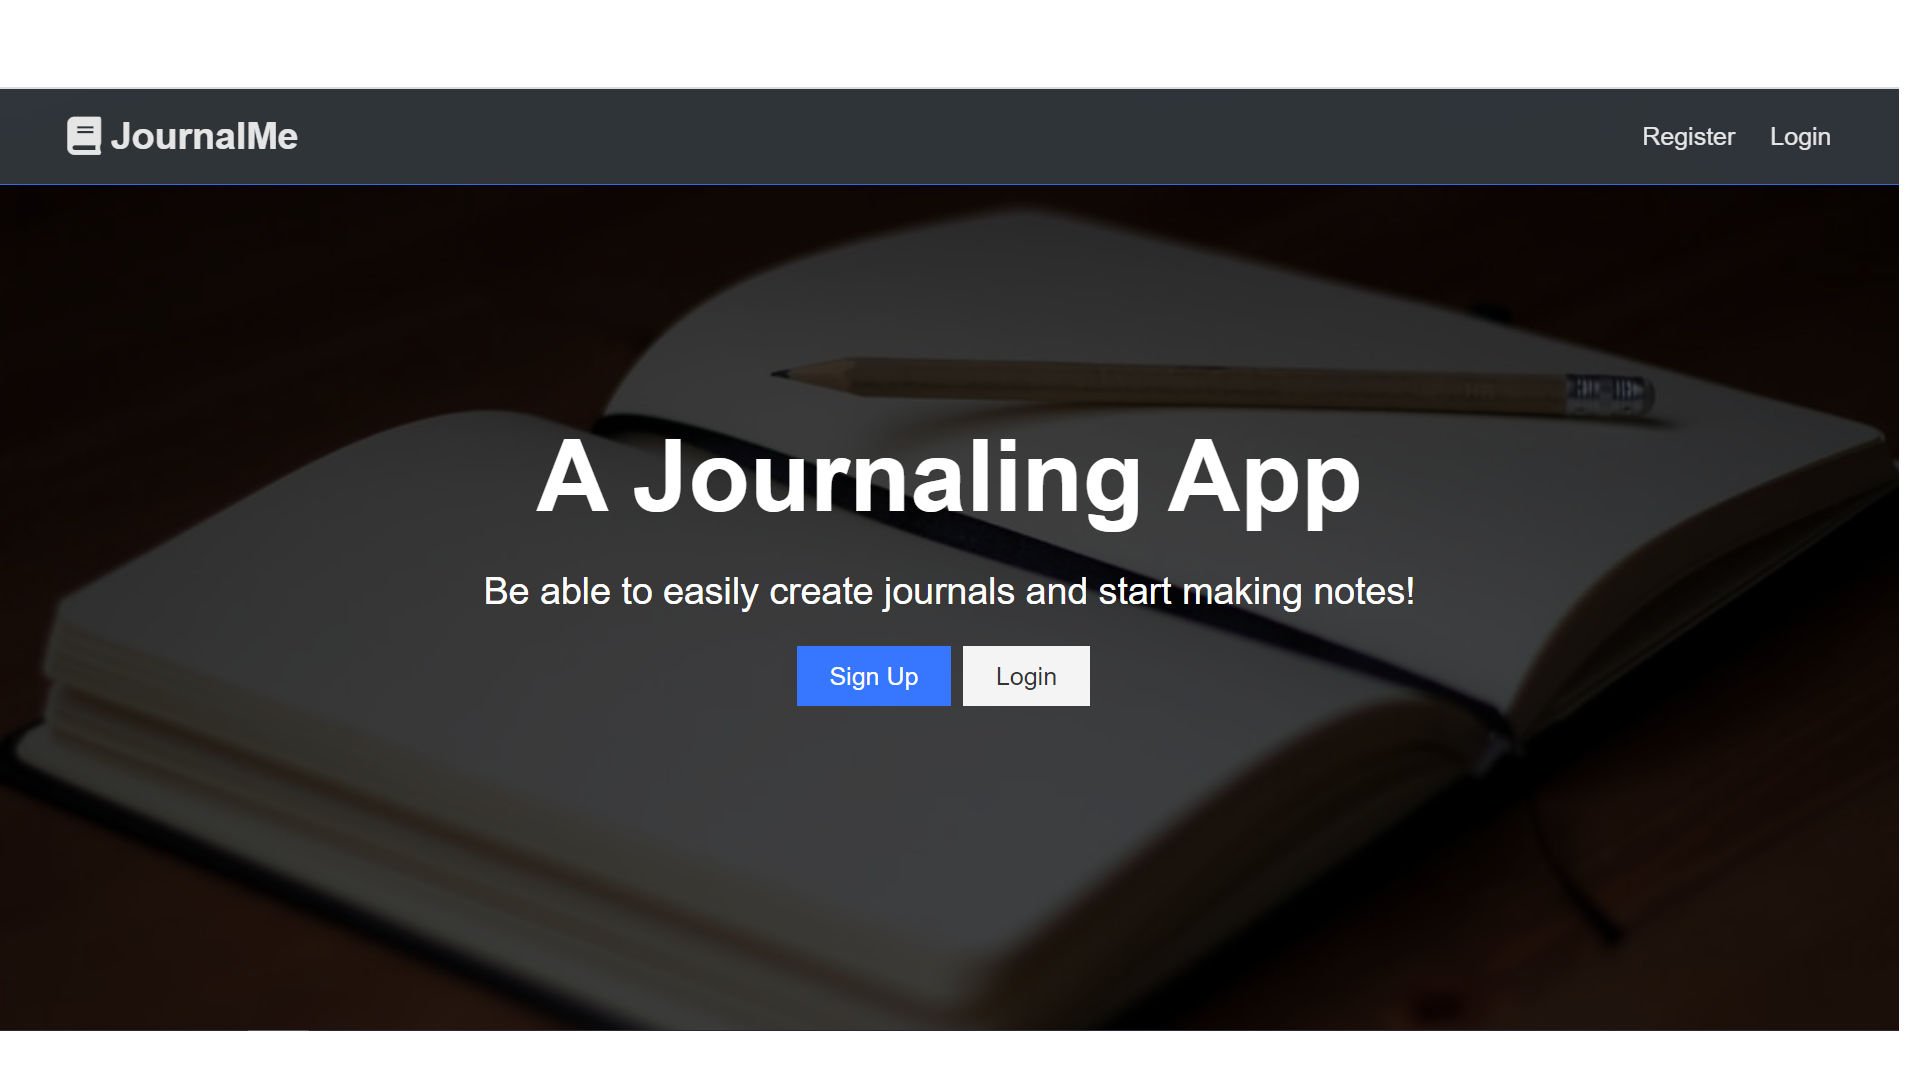 JournalMe
Register Login
A Journaling App
Be able to easily create journals and start making notes!
Sign Up Login